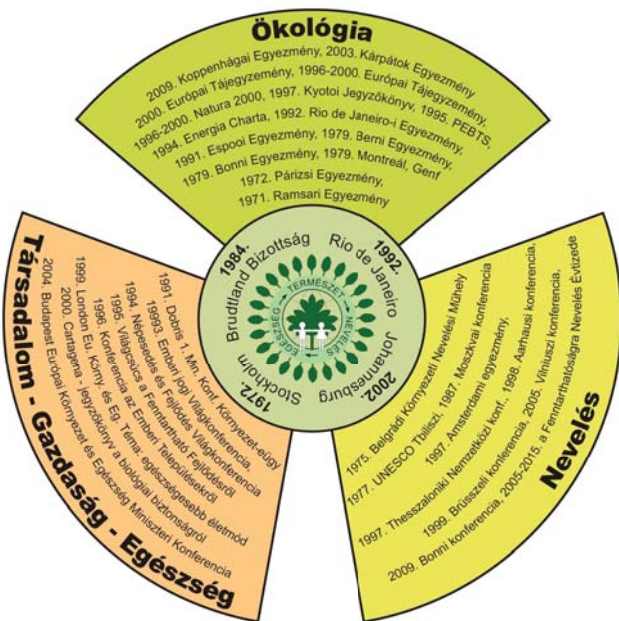 Ökológia
2009. Koppenhágai Egyezmény, 2003. Kárpátok Egyezmény
2000. Európai Tájegyzemény, 1996-2000. Európai Tájegyzemény,
1996-2000. Natura 2000, 1997. Kyotoi Jegyzőkönyv, 1995. PEBTS,
1994. Energia Charta, 1992. Rio de Janeiro-i Egyezmény,
1991. Espooi Egyezmény, 1979. Berni Egyezmény,
1979. Bonni Egyezmény, 1979. Montreál, Genf
1972. Párizsi Egyezmény,
1971. Ramsari Egyezmény
1984.
Brudtland Bizottság
1992.
Rio de Janeiro
Johannesburg
2002.
Stockholm
1972.
TERMÉSZET
NEVELÉS
EGÉSZSÉG
1975. Belgrádi Környezeti Nevelési Műhely
1977. UNESCO Tbiliszi, 1987. Moszkvai konferencia
1997. Amszterdami egyezmény,
1997. Thesszaloniki Nemzetközi konf., 1998. Aarhausi konferencia,
1999. Brüsszeli konferencia, 2005. Vilniuszi konferencia,
2009. Bonni konferencia, 2005-2015. a Fenntarthatóságra Nevelés Évtizede
Nevelés
1991. Dobris 1. Min. Konf. Környezet-eügy
19993. Emberi jogi Világkonferencia,
1994. Népesedés és Fejlődés Világkonferencia
1995. Világcsúcs a Fenntartható Fejlődésről
1996. Konferencia az Emberi Településekről
1999. London Eu. Körny. és Eg. Téma: egészségesebb életmód
2000. Cartagena - jegyzőkönyv a biológiai biztonságról
2004. Budapest Európai Környezet és Egészség Miniszteri Konferencia
Társadalom - Gazdaság - Egészség